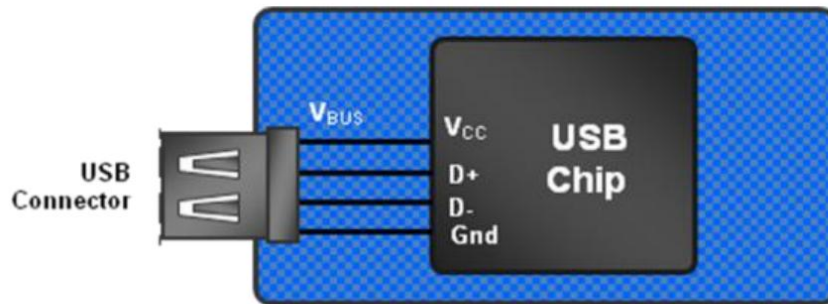 USB
Connector
VBUS
VCC
D+
D-
Gnd
USB
Chip